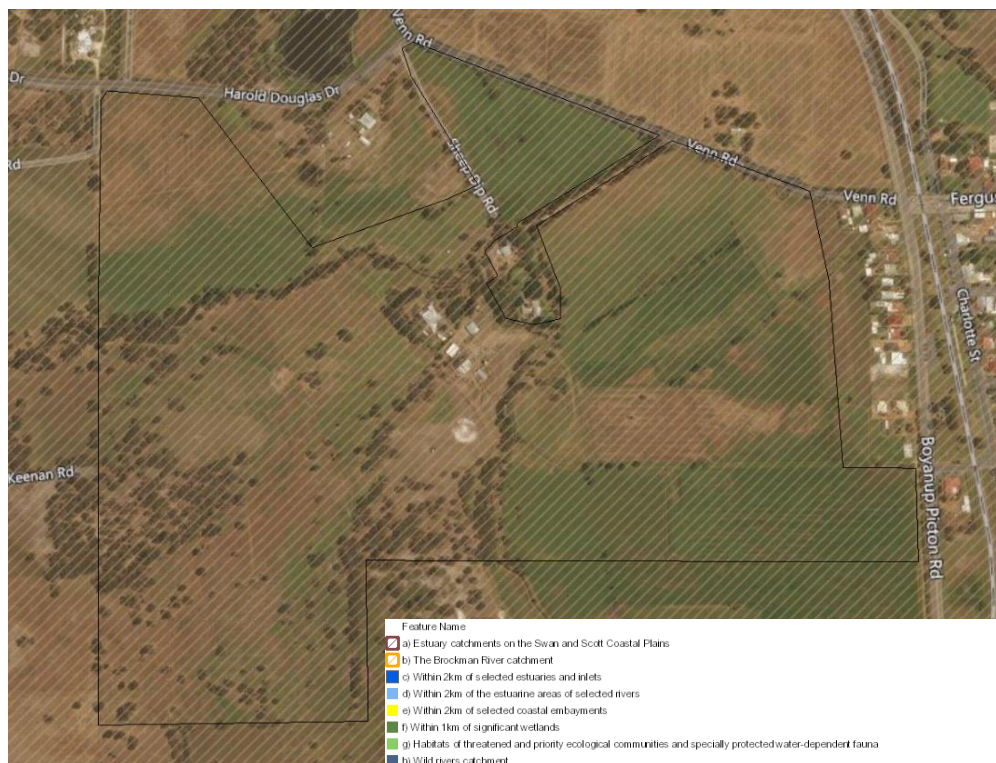 Venn Rd
Dr
Harold Douglas Dr
Rd
Sheep Dip Rd
Venn Rd
Venn Rd
Fergus
Charlotte St
Keenan Rd
Boyanup Picton Rd
Feature Name
a) Estuary catchments on the Swan and Scott Coastal Plains
b) The Brockman River catchment
c) Within 2km of selected estuaries and inlets
d) Within 2km of the estuarine areas of selected rivers
e) Within 2km of selected coastal embayments
f) Within 1km of significant wetlands
g) Habitats of threatened and priority ecological communities and specially protected water-dependent fauna
h) Wild rivers catchment